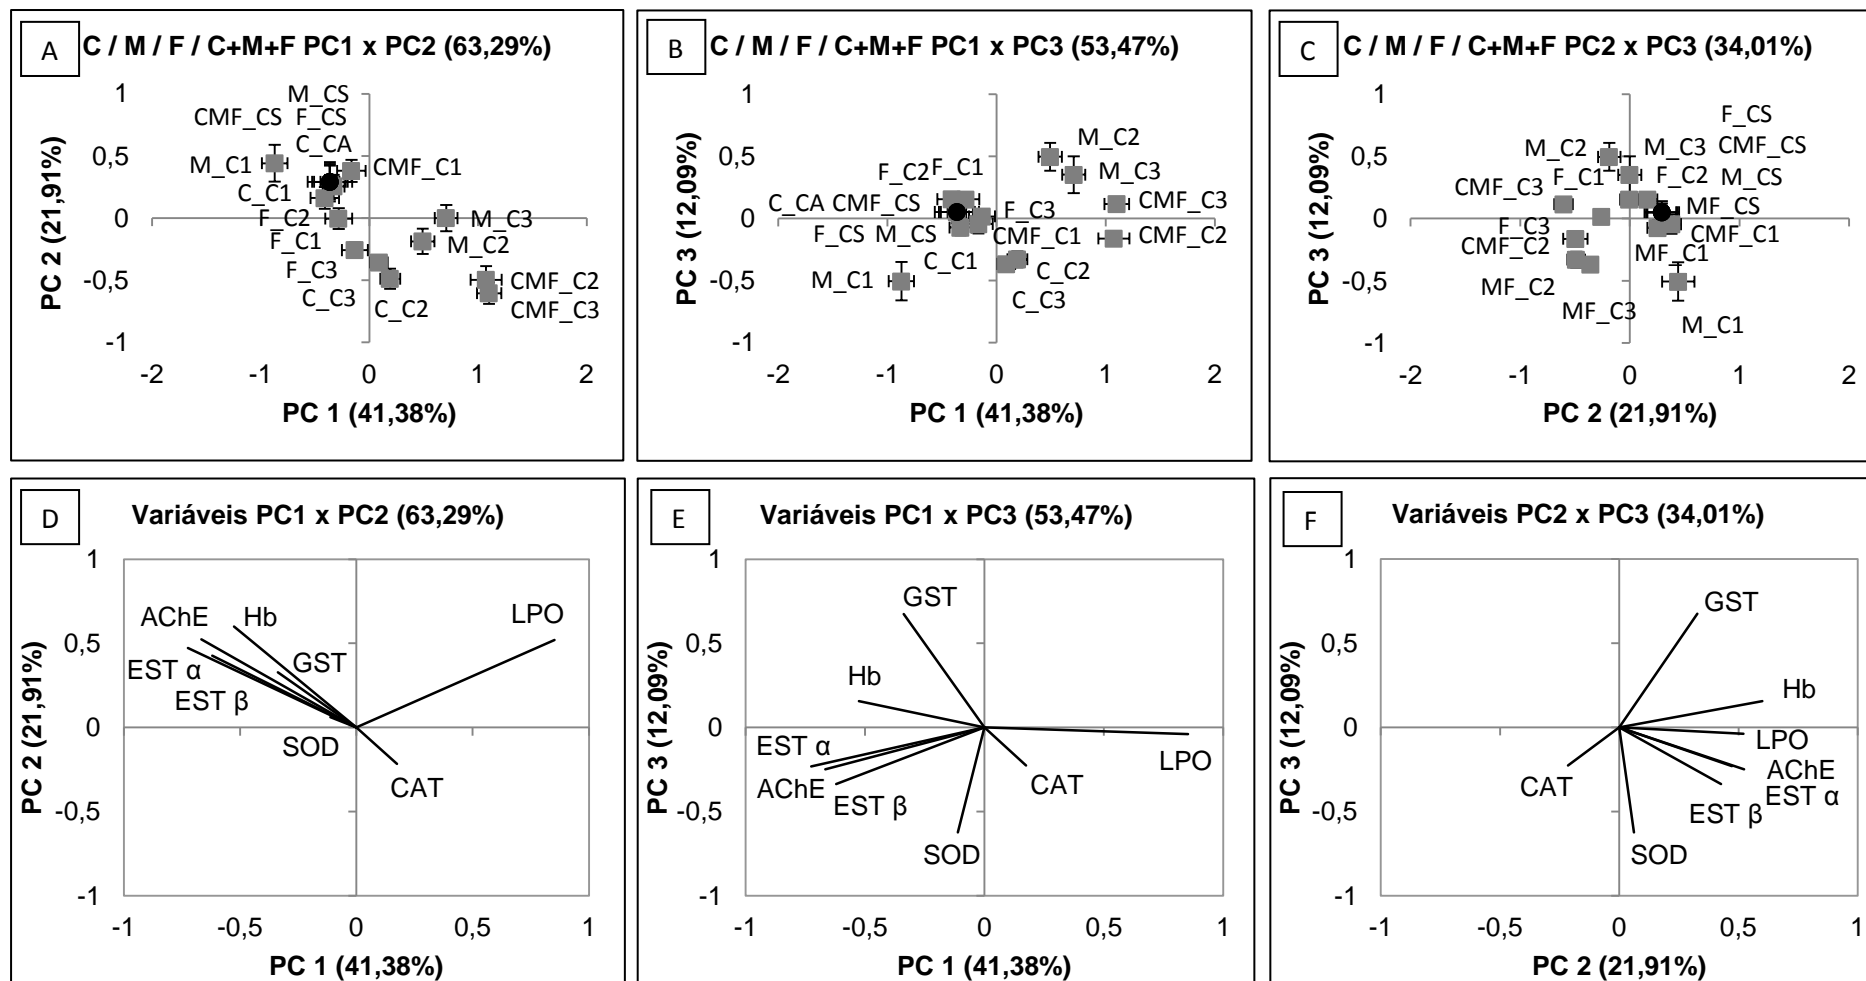 A
C / M / F / C+M+F PC1 x PC2 (63,29%)
1
0,5
0
-0,5
-1
-2
-1
0
1
2
PC 2 (21,91%)
PC 1 (41,38%)
M_CS
CMF_CS
F_CS
C_CA
M_C1
CMF_C1
C_C1
F_C2
M_C3
F_C1
M_C2
F_C3
C_C3
C_C2
CMF_C2
CMF_C3
B
C / M / F / C+M+F PC1 x PC3 (53,47%)
1
0,5
0
-0,5
-1
-2
-1
0
1
2
PC 3 (12,09%)
PC 1 (41,38%)
M_C2
F_C2
F_C1
M_C3
C_CA
CMF_CS
F_C3
CMF_C3
F_CS
M_CS
CMF_C1
CMF_C2
M_C1
C_C1
C_C2
C_C3
C
C / M / F / C+M+F PC2 x PC3 (34,01%)
1
0,5
0
-0,5
-1
-2
-1
0
1
2
PC 3 (12,09%)
PC 2 (21,91%)
F_CS
M_C2
M_C3
CMF_CS
CMF_C3
F_C1
F_C2
M_CS
MF_CS
F_C3
CMF_C1
CMF_C2
MF_C1
MF_C2
MF_C3
M_C1
D
Variáveis PC1 x PC2 (63,29%)
1
0,5
0
-0,5
-1
-1
-0,5
0
0,5
1
PC 2 (21,91%)
PC 1 (41,38%)
AChE
Hb
LPO
EST α
GST
EST β
SOD
CAT
E
Variáveis PC1 x PC3 (53,47%)
1
0,5
0
-0,5
-1
-1
-0,5
0
0,5
1
PC 3 (12,09%)
PC 1 (41,38%)
GST
Hb
EST α
LPO
AChE
EST β
CAT
SOD
F
Variáveis PC2 x PC3 (34,01%)
1
0,5
0
-0,5
-1
-1
-0,5
0
0,5
1
PC 3 (12,09%)
PC 2 (21,91%)
GST
Hb
LPO
CAT
AChE
EST α
EST β
SOD